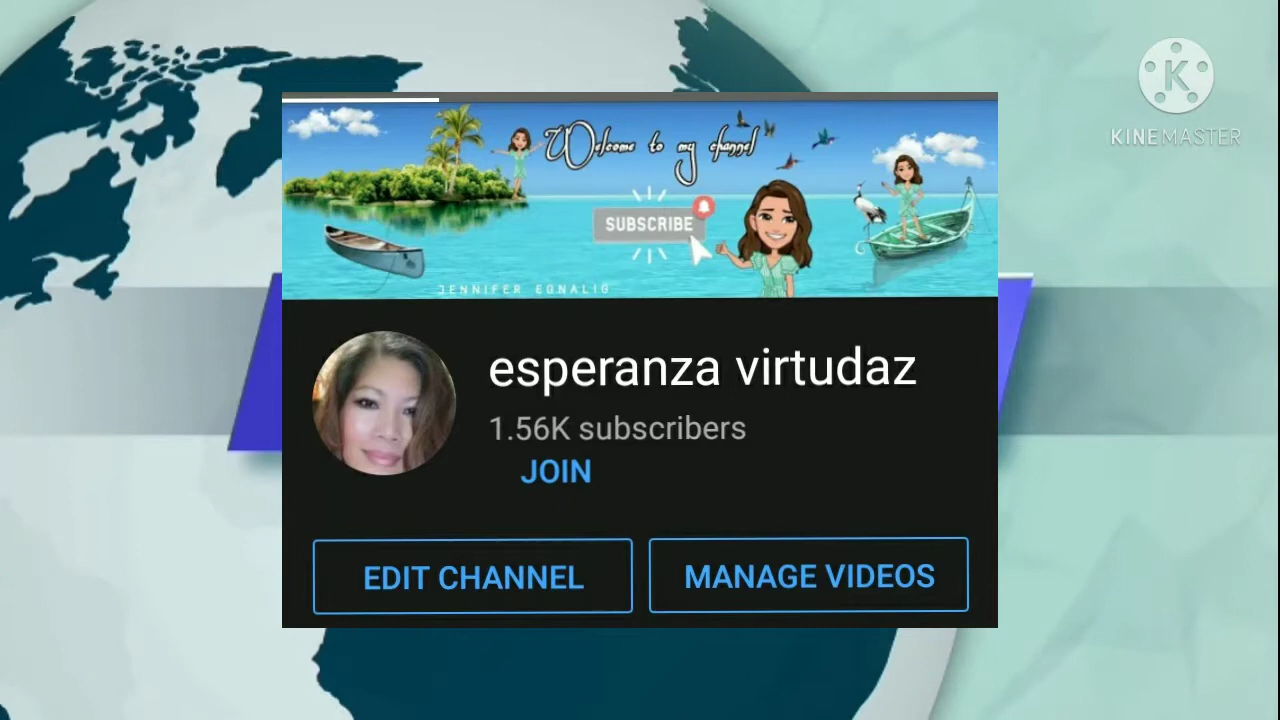 K
KINEMASTER
Welcome to my channel
SUBSCRIBE
JENNIFER EGNALIG
esperanza virtudaz
1.56K subscribers
JOIN
EDIT CHANNEL
MANAGE VIDEOS